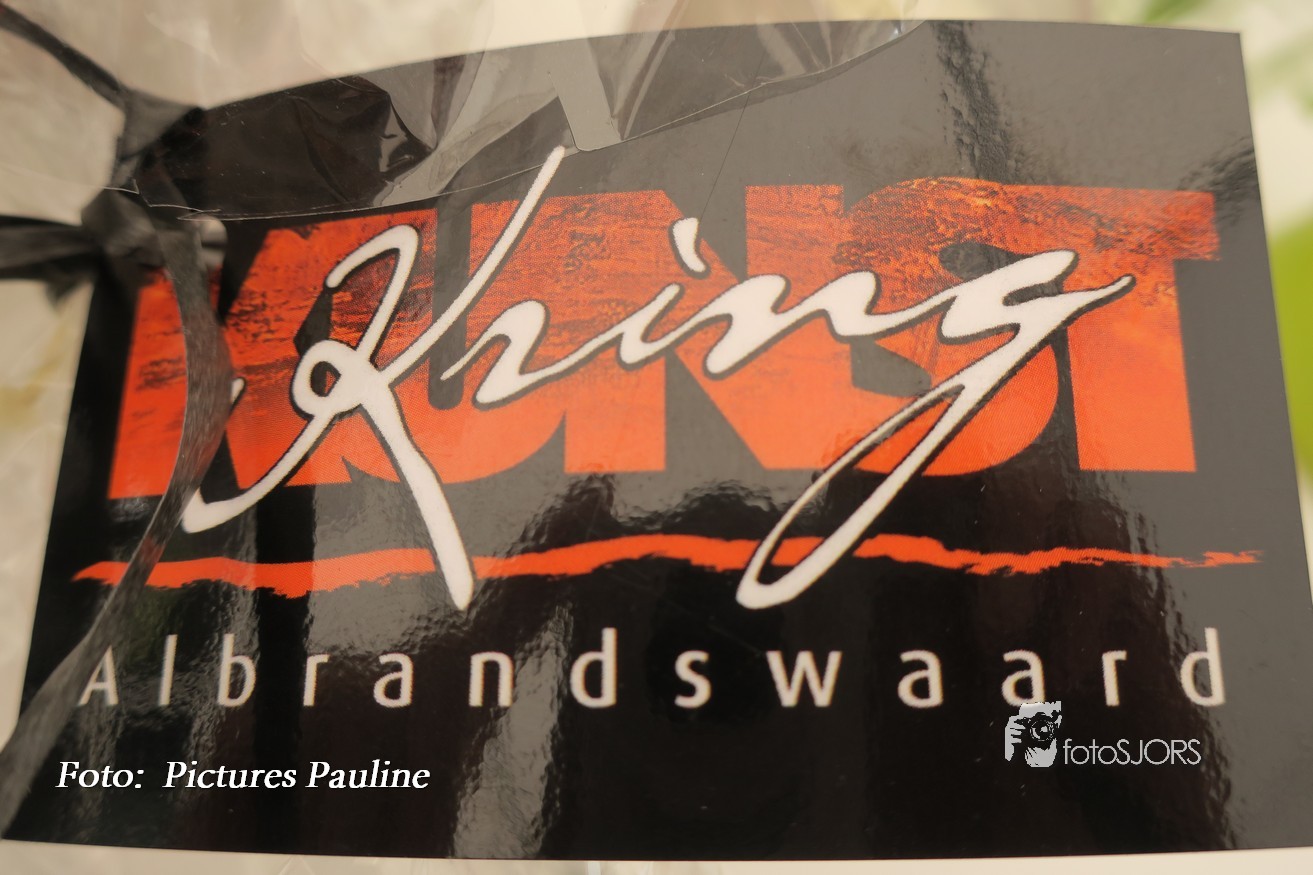 KUNST
Kring
Albrandswaard
Foto: Pictures Pauline
fotoSJORS